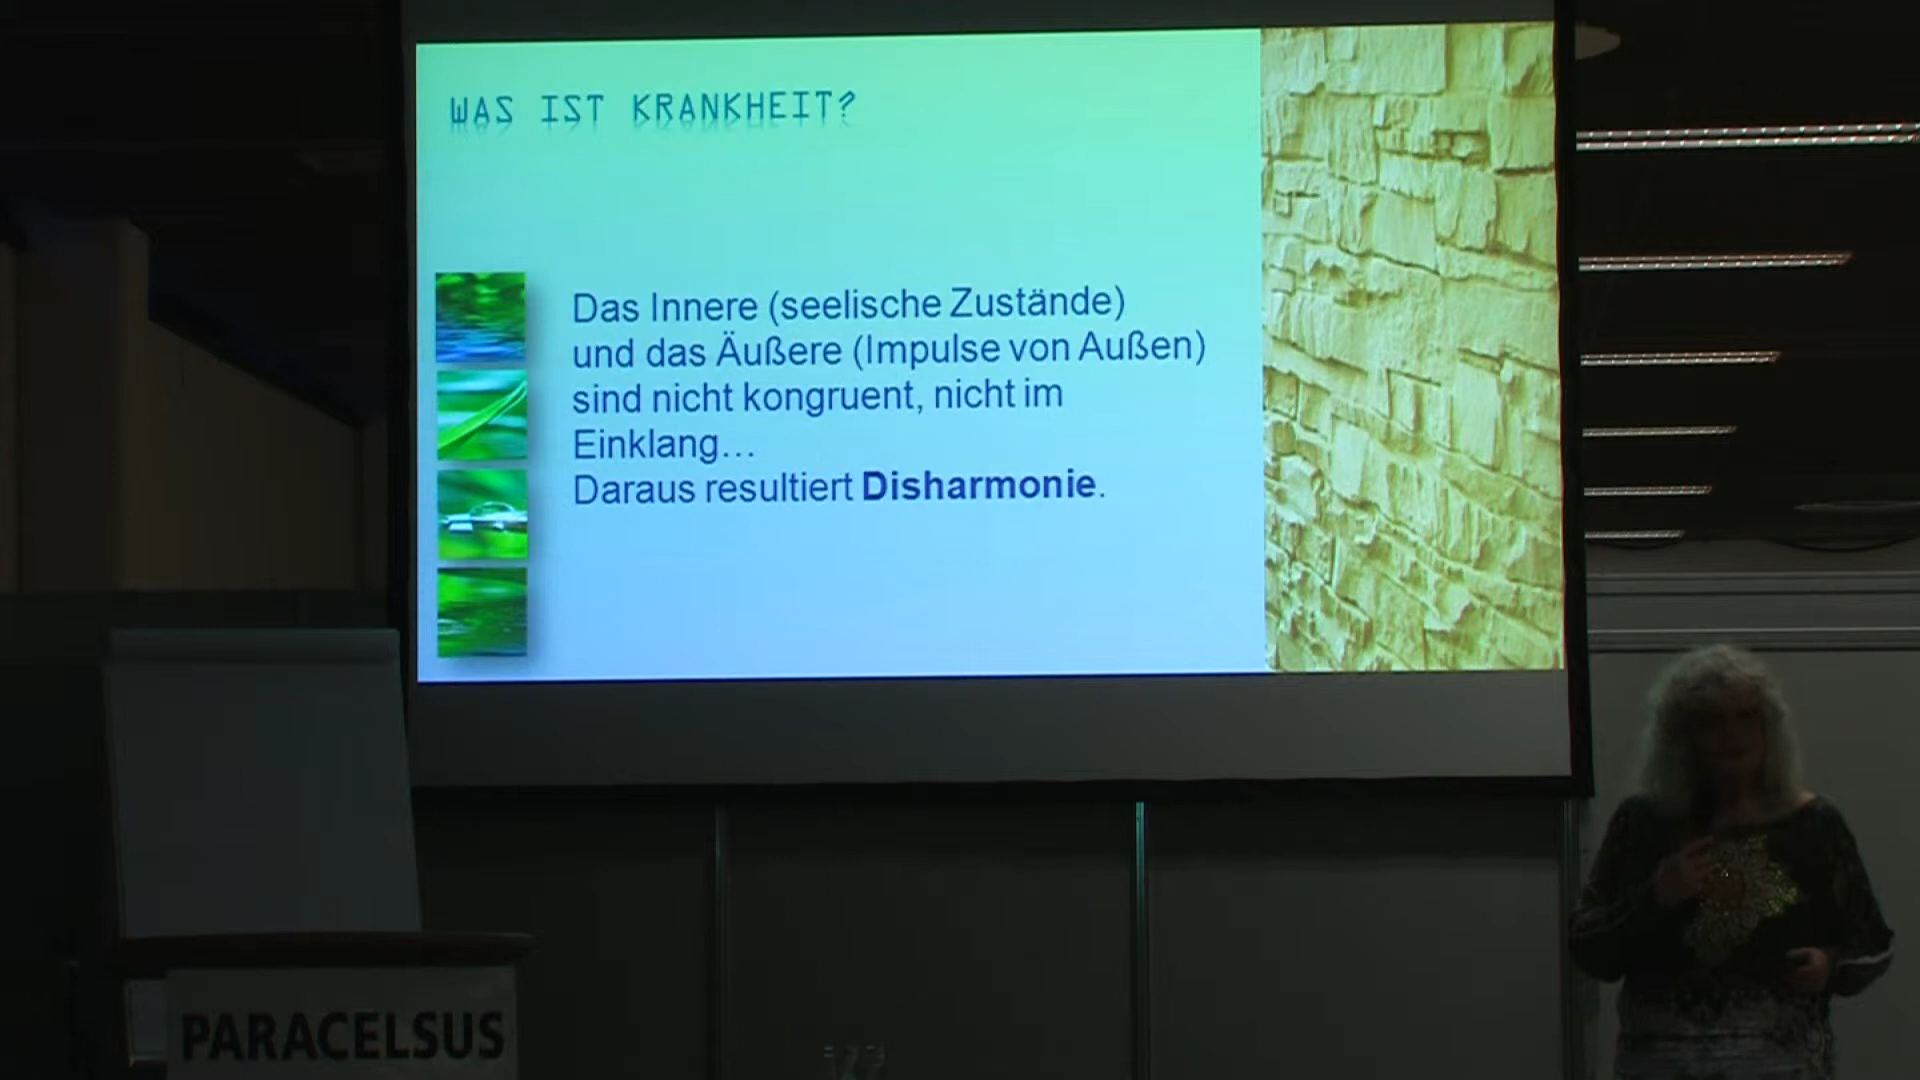 WAS IST KRANKHEIT?
Das Innere (seelische Zustände)
und das Äußere (Impulse von Außen)
sind nicht kongruent, nicht im
Einklang…
Daraus resultiert Disharmonie.
PARACELSUS